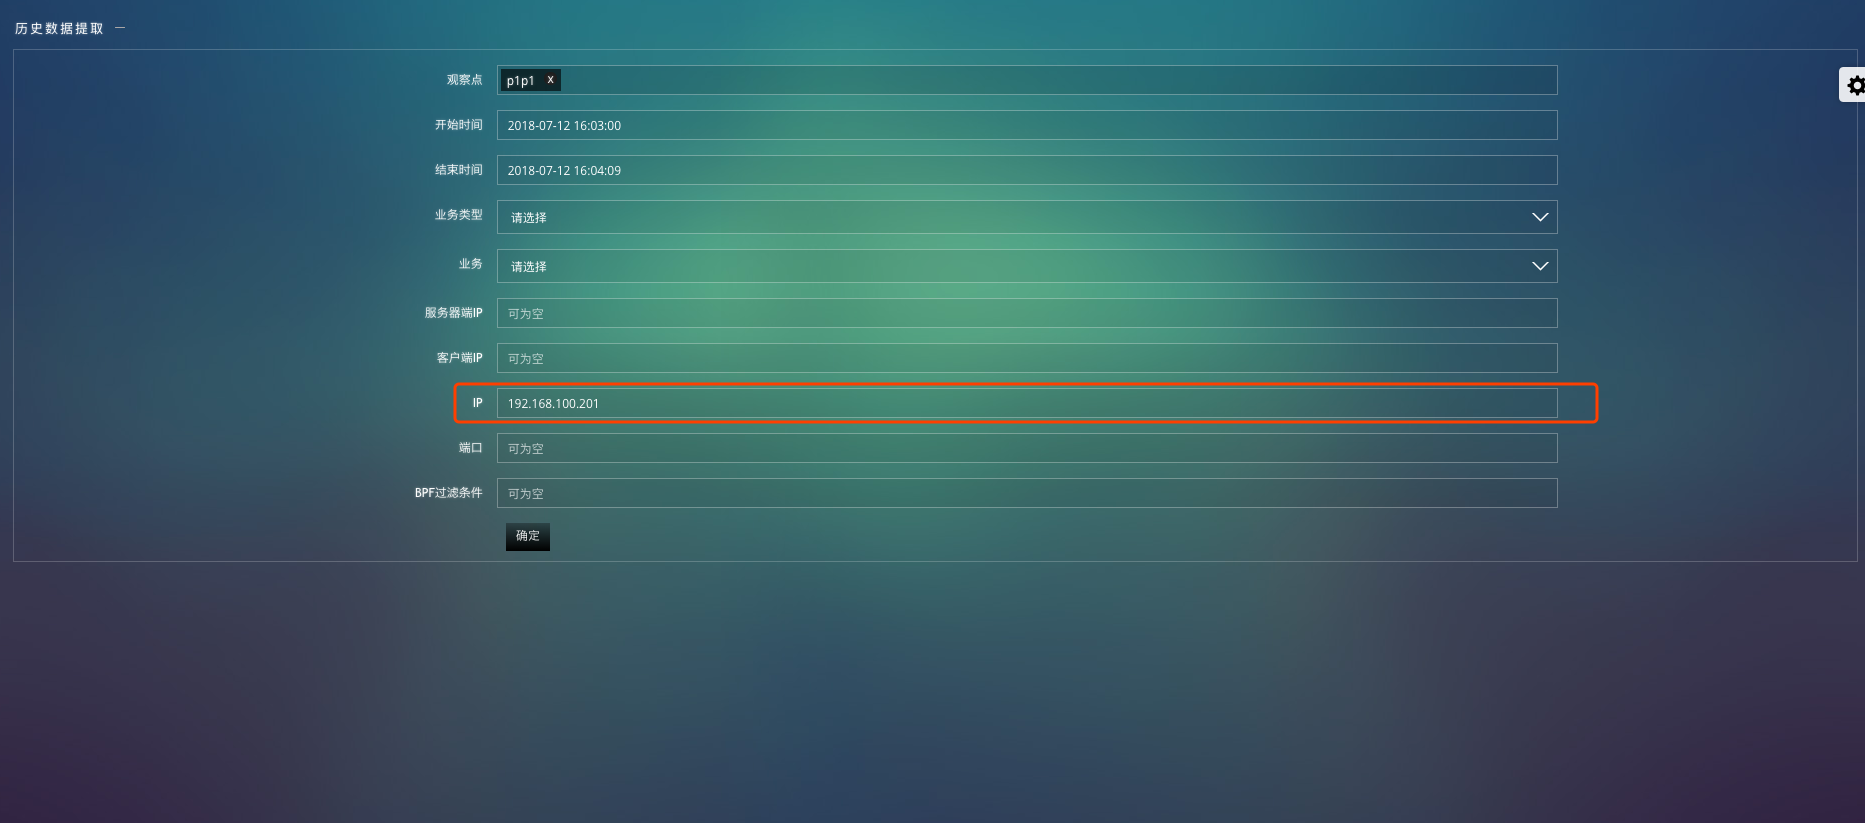 历史数据提取 —
观察点 p1p1 x
开始时间 2018-07-12 16:03:00
结束时间 2018-07-12 16:04:09
业务类型 请选择
业务 请选择
服务器端IP 可为空
客户端IP 可为空
IP 192.168.100.201
端口 可为空
BPF过滤条件 可为空
确定